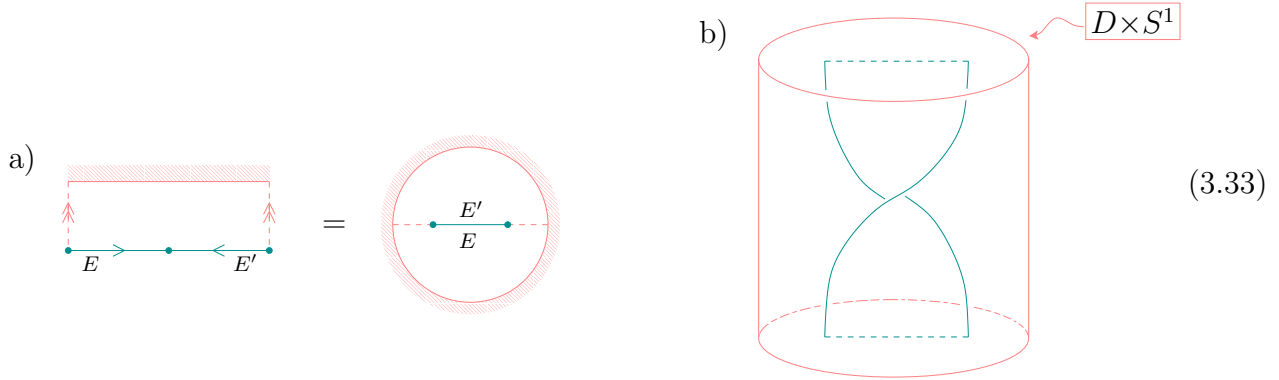 a)
E
E′
=
E′
E
b)
D×S¹
(3.33)